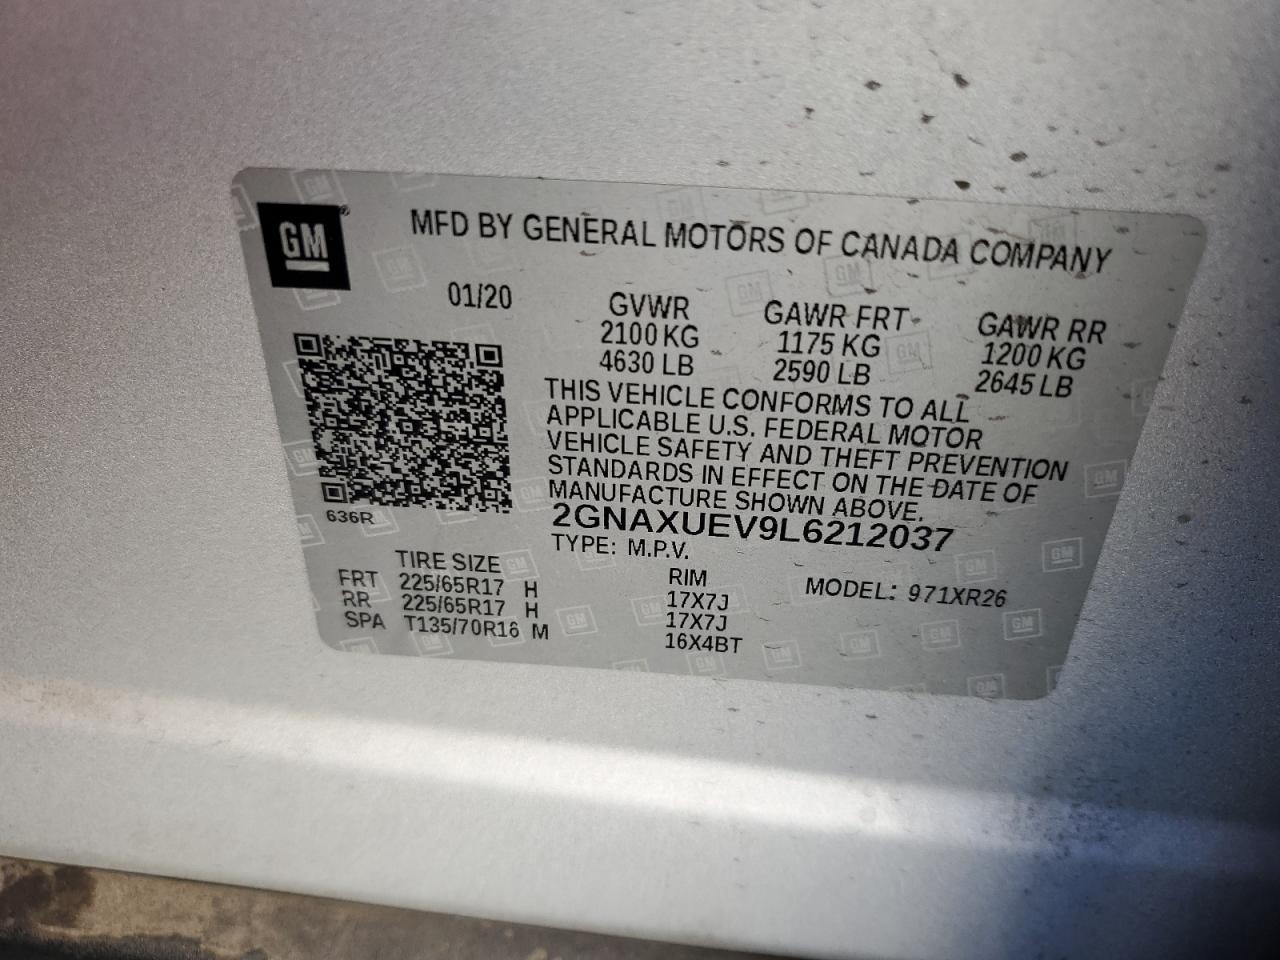 GM
MFD BY GENERAL MOTORS OF CANADA COMPANY
01/20
GVWR GAWR FRT GAWR RR
2100 KG 1175 KG 1200 KG
4630 LB 2590 LB 2645 LB
THIS VEHICLE CONFORMS TO ALL
APPLICABLE U.S. FEDERAL MOTOR
VEHICLE SAFETY AND THEFT PREVENTION
STANDARDS IN EFFECT ON THE DATE OF
MANUFACTURE SHOWN ABOVE.
636R
2GNAXUEV9L6212037
TYPE: M.P.V.
TIRE SIZE RIM MODEL: 971XR26
FRT 225/65R17 H 17X7J
RR 225/65R17 H 17X7J
SPA T135/70R16 M 16X4BT